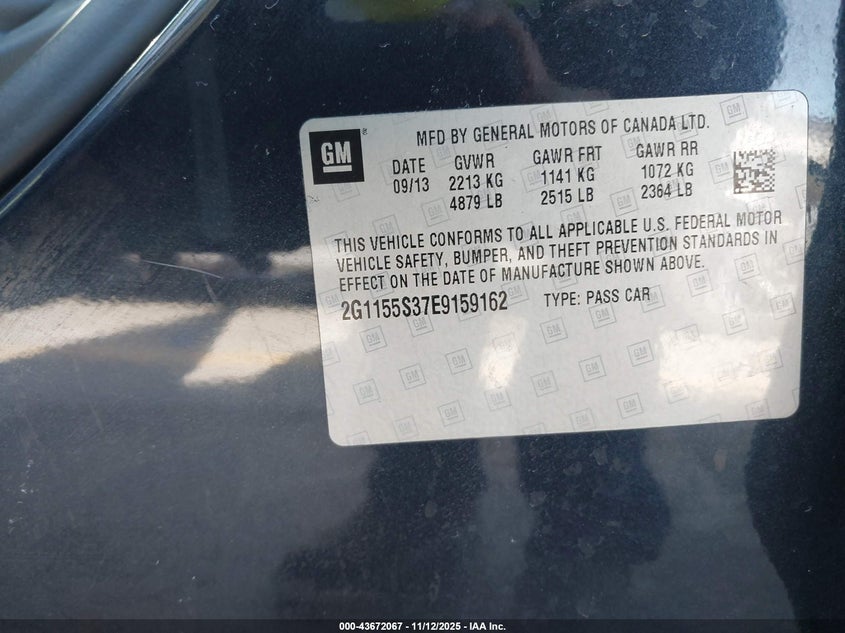 GM
®
MFD BY GENERAL MOTORS OF CANADA LTD.
DATE GVWR GAWR FRT GAWR RR
09/13 2213 KG 1141 KG 1072 KG
4879 LB 2515 LB 2364 LB
THIS VEHICLE CONFORMS TO ALL APPLICABLE U.S. FEDERAL MOTOR
VEHICLE SAFETY, BUMPER, AND THEFT PREVENTION STANDARDS IN
EFFECT ON THE DATE OF MANUFACTURE SHOWN ABOVE.
2G1155S37E9159162 TYPE: PASS CAR
000-43672067 - 11/12/2025 - IAA Inc.